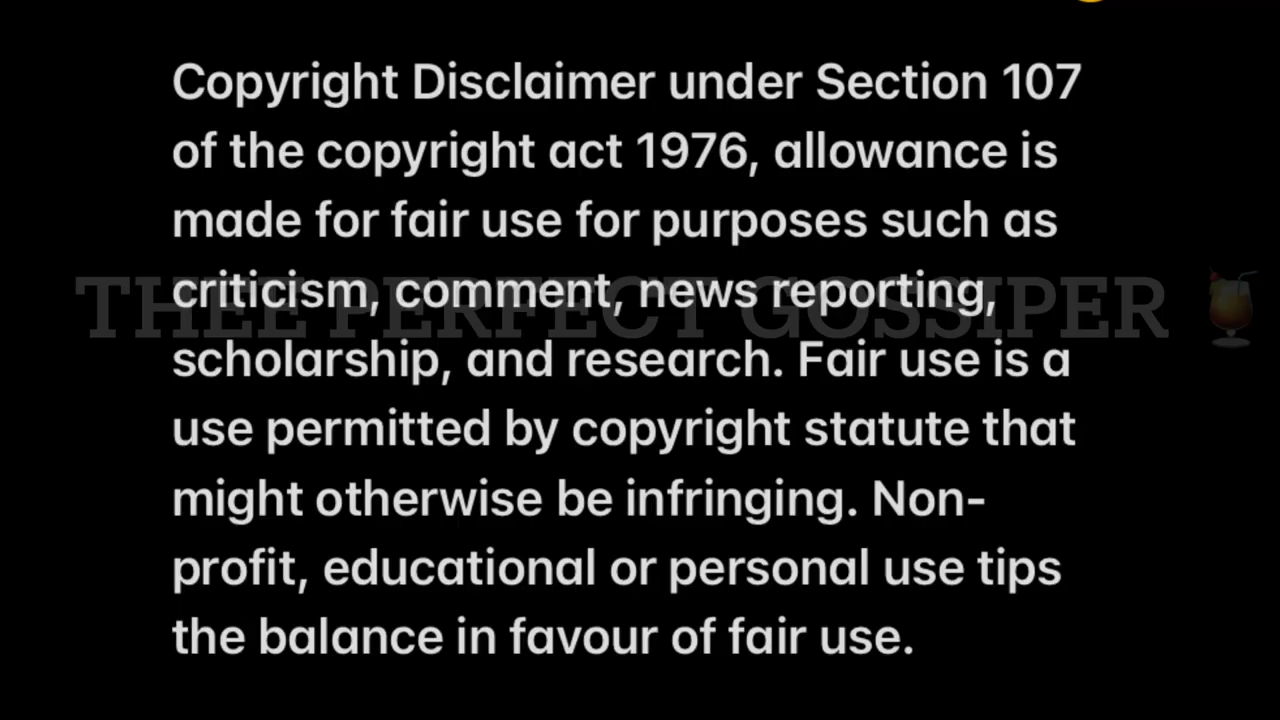 Copyright Disclaimer under Section 107
of the copyright act 1976, allowance is
made for fair use for purposes such as
criticism, comment, news reporting,
THEE PERFECT GOSSIPER
scholarship, and research. Fair use is a
use permitted by copyright statute that
might otherwise be infringing. Non-
profit, educational or personal use tips
the balance in favour of fair use.